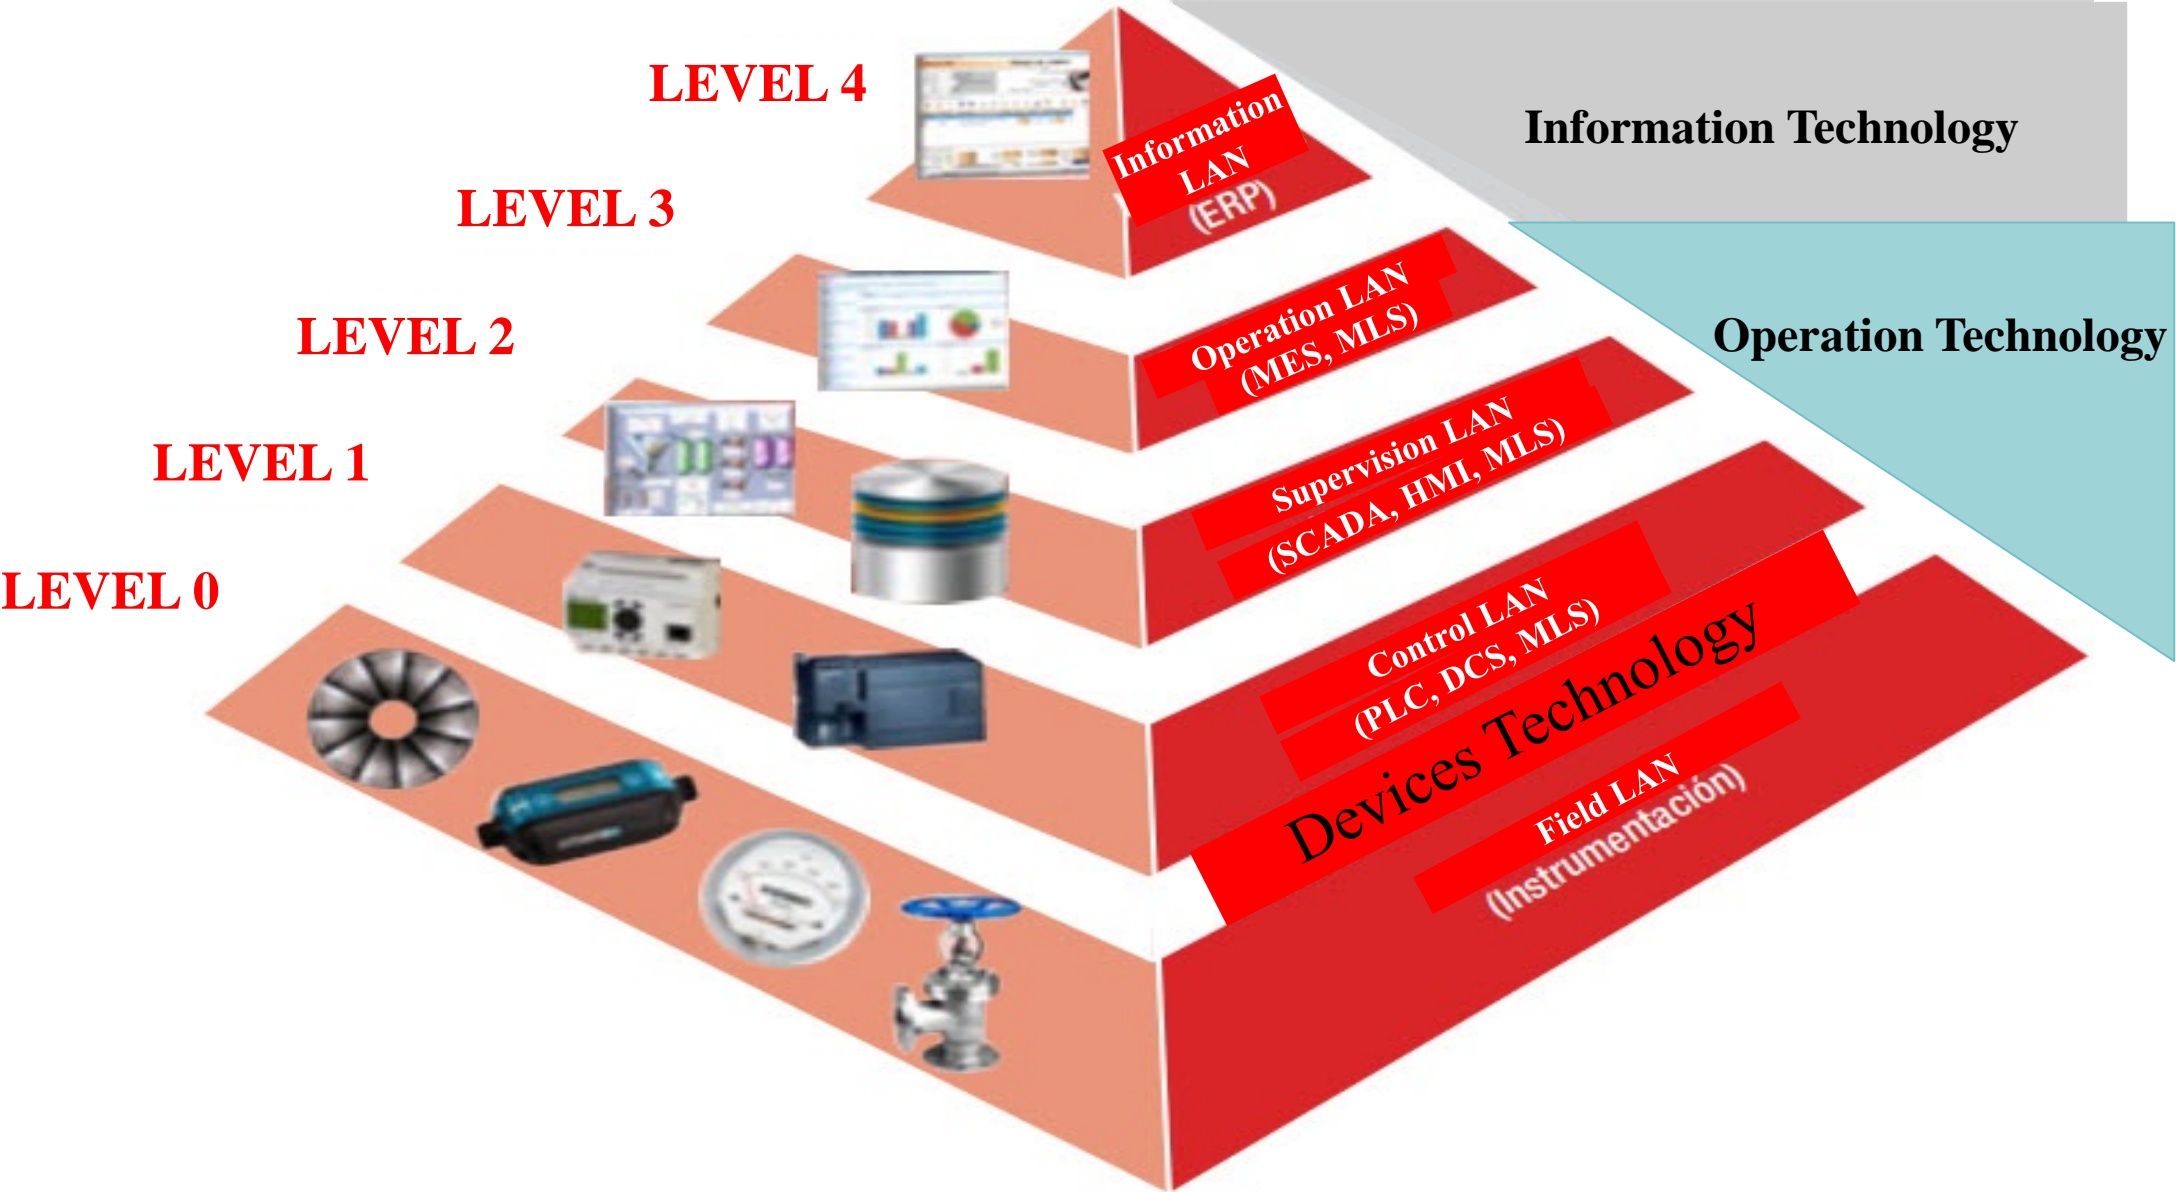 LEVEL 4
Information
LAN
(ERP)
Information Technology
LEVEL 3
Operation LAN
(MES, MLS)
Operation Technology
LEVEL 2
Supervision LAN
(SCADA, HMI, MLS)
LEVEL 1
Control LAN
(PLC, DCS, MLS)
Devices Technology
LEVEL 0
Field LAN
(Instrumentación)